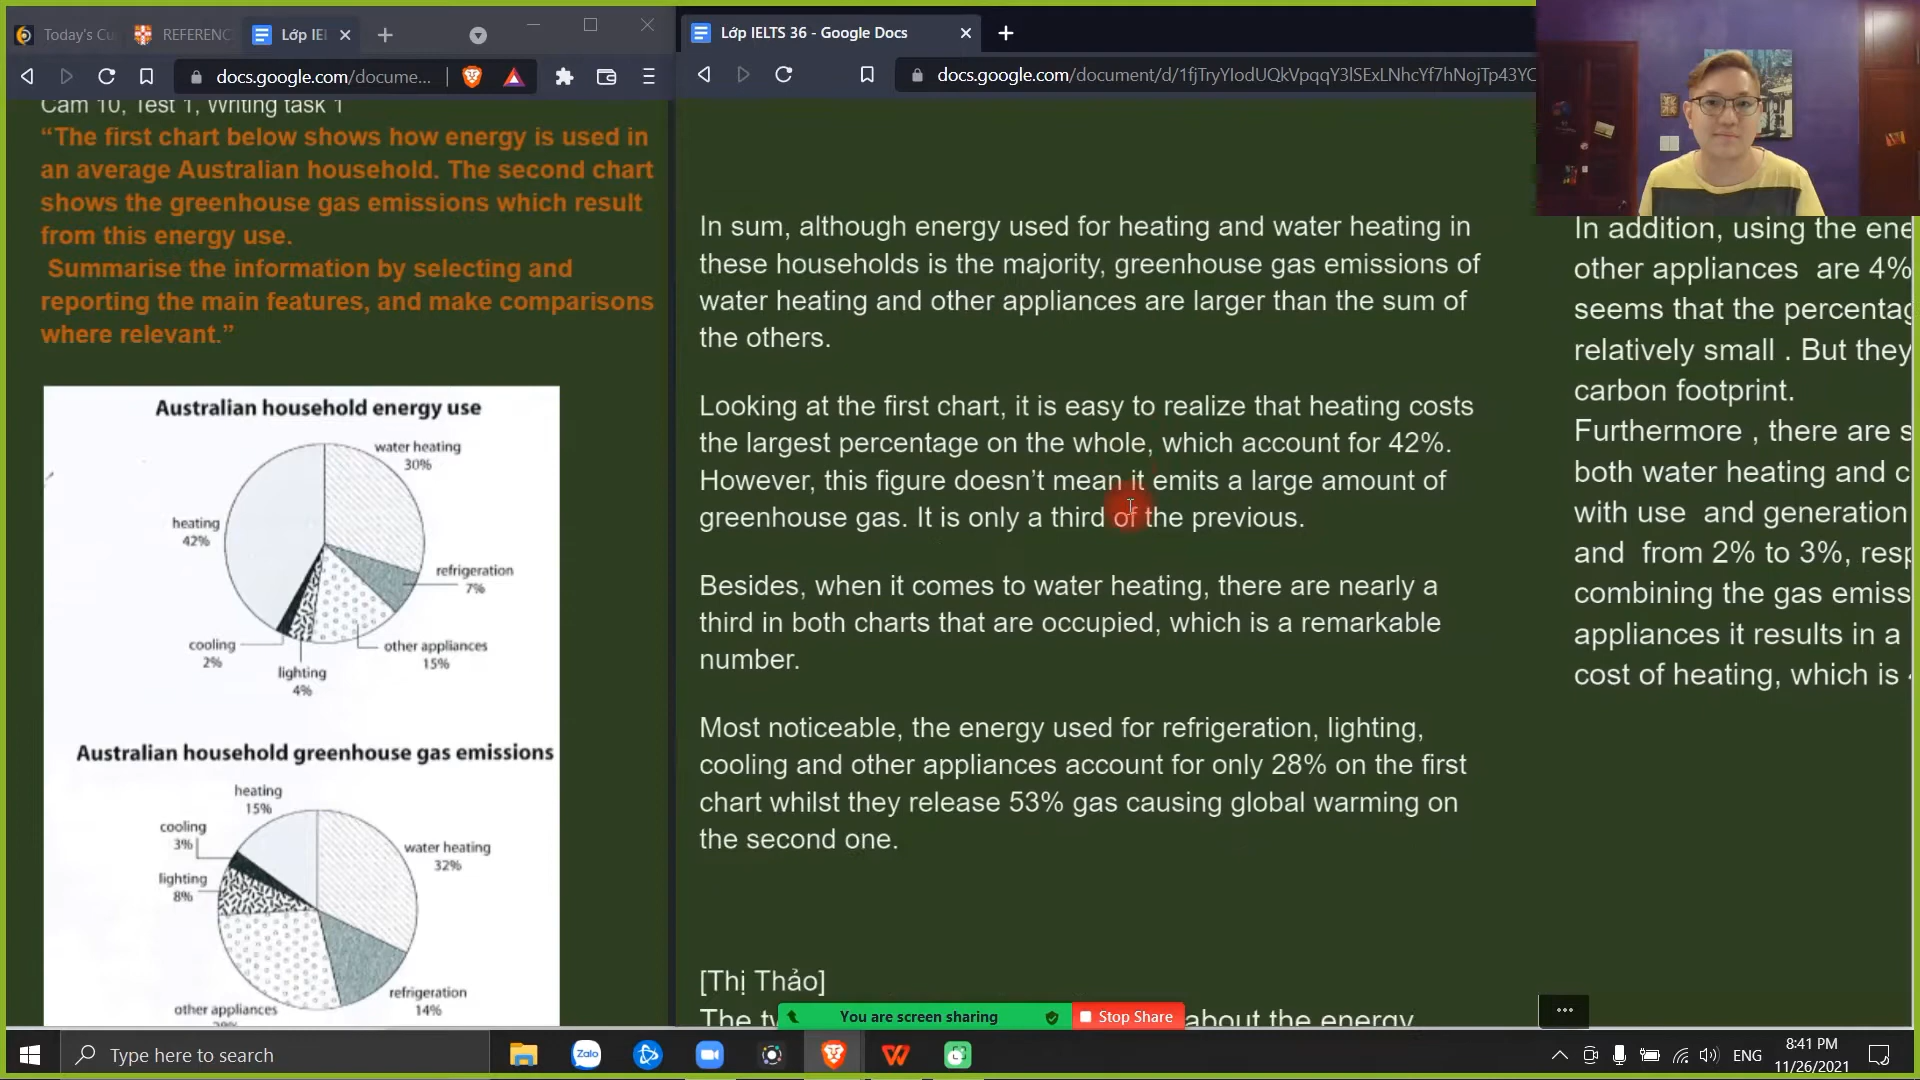 Today's Cu
REFERENC
Lớp IE
Lớp IELTS 36 - Google Docs
docs.google.com/docume...
docs.google.com/document/d/1fjTryYIodUQkVpqqY3lSExLNhcYf7hNojTp43YC
Cam 10, Test 1, Writing task 1
“The first chart below shows how energy is used in
an average Australian household. The second chart
shows the greenhouse gas emissions which result
from this energy use.
Summarise the information by selecting and
reporting the main features, and make comparisons
where relevant.”
Australian household energy use
water heating
30%
heating
42%
refrigeration
7%
cooling
2%
other appliances
15%
lighting
4%
Australian household greenhouse gas emissions
heating
15%
cooling
3%
water heating
32%
lighting
8%
refrigeration
14%
other appliances
In sum, although energy used for heating and water heating in
these households is the majority, greenhouse gas emissions of
water heating and other appliances are larger than the sum of
the others.
Looking at the first chart, it is easy to realize that heating costs
the largest percentage on the whole, which account for 42%.
However, this figure doesn’t mean it emits a large amount of
greenhouse gas. It is only a third of the previous.
Besides, when it comes to water heating, there are nearly a
third in both charts that are occupied, which is a remarkable
number.
Most noticeable, the energy used for refrigeration, lighting,
cooling and other appliances account for only 28% on the first
chart whilst they release 53% gas causing global warming on
the second one.
[Thị Thảo]
about the energy
In addition, using the ene
other appliances are 4%
seems that the percentag
relatively small . But they
carbon footprint.
Furthermore , there are s
both water heating and c
with use and generation
and from 2% to 3%, resp
combining the gas emiss
appliances it results in a
cost of heating, which is
You are screen sharing
Stop Share
Type here to search
Zalo
ENG
8:41 PM
11/26/2021